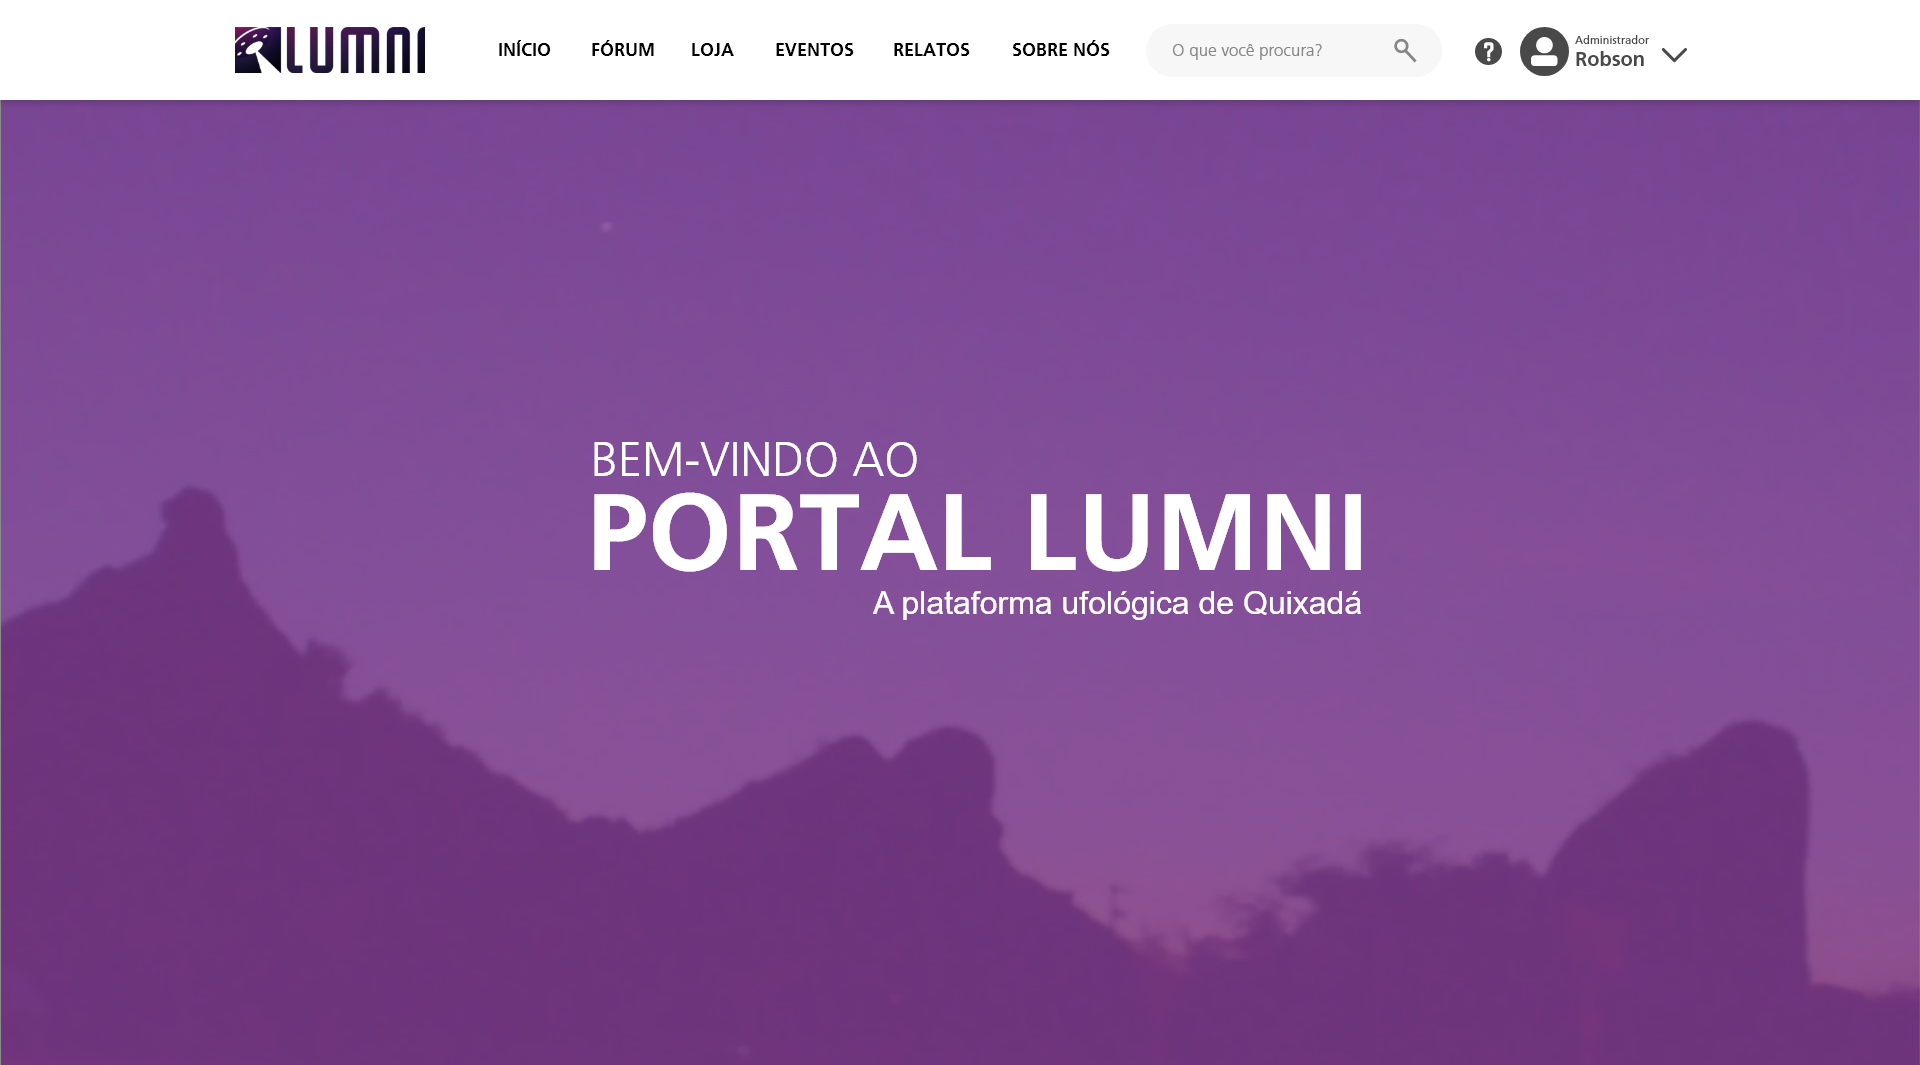 LUMNI
INÍCIO
FÓRUM
LOJA
EVENTOS
RELATOS
SOBRE NÓS
O que você procura?
?
Administrador
Robson
BEM-VINDO AO
PORTAL LUMNI
A plataforma ufológica de Quixadá